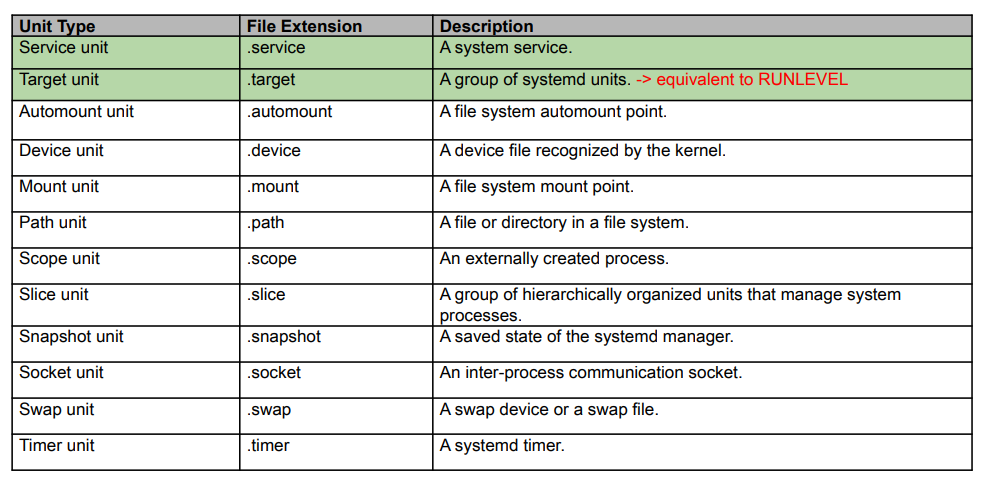 Unit Type File Extension Description
Service unit .service A system service.
Target unit .target A group of systemd units. -> equivalent to RUNLEVEL
Automount unit .automount A file system automount point.
Device unit .device A device file recognized by the kernel.
Mount unit .mount A file system mount point.
Path unit .path A file or directory in a file system.
Scope unit .scope An externally created process.
Slice unit .slice A group of hierarchically organized units that manage system
processes.
Snapshot unit .snapshot A saved state of the systemd manager.
Socket unit .socket An inter-process communication socket.
Swap unit .swap A swap device or a swap file.
Timer unit .timer A systemd timer.